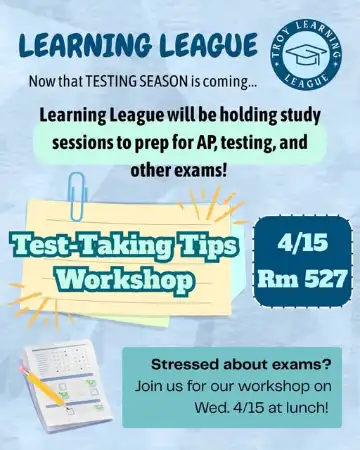 LEARNING LEAGUE
TROY LEARNING
LEAGUE
Now that TESTING SEASON is coming...
Learning League will be holding study
sessions to prep for AP, testing, and
other exams!
Test-Taking Tips
Workshop
4/15
Rm 527
Stressed about exams?
Join us for our workshop on
Wed. 4/15 at lunch!